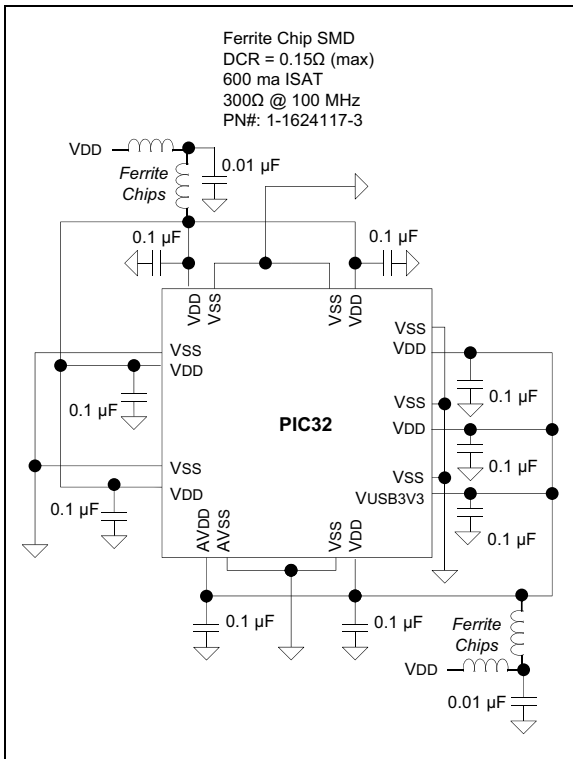 Ferrite Chip SMD
DCR = 0.15Ω (max)
600 ma ISAT
300Ω @ 100 MHz
PN#: 1-1624117-3
VDD
0.01 µF
Ferrite
Chips
0.1 µF
0.1 µF
VDD
VSS
VSS
VDD
VSS
VSS
VDD
VDD
0.1 µF
0.1 µF
VSS
PIC32
VDD
0.1 µF
VSS
VSS
VDD
VUSB3V3
0.1 µF
0.1 µF
AVDD
AVSS
VSS
VDD
0.1 µF
0.1 µF
Ferrite
Chips
VDD
0.01 µF